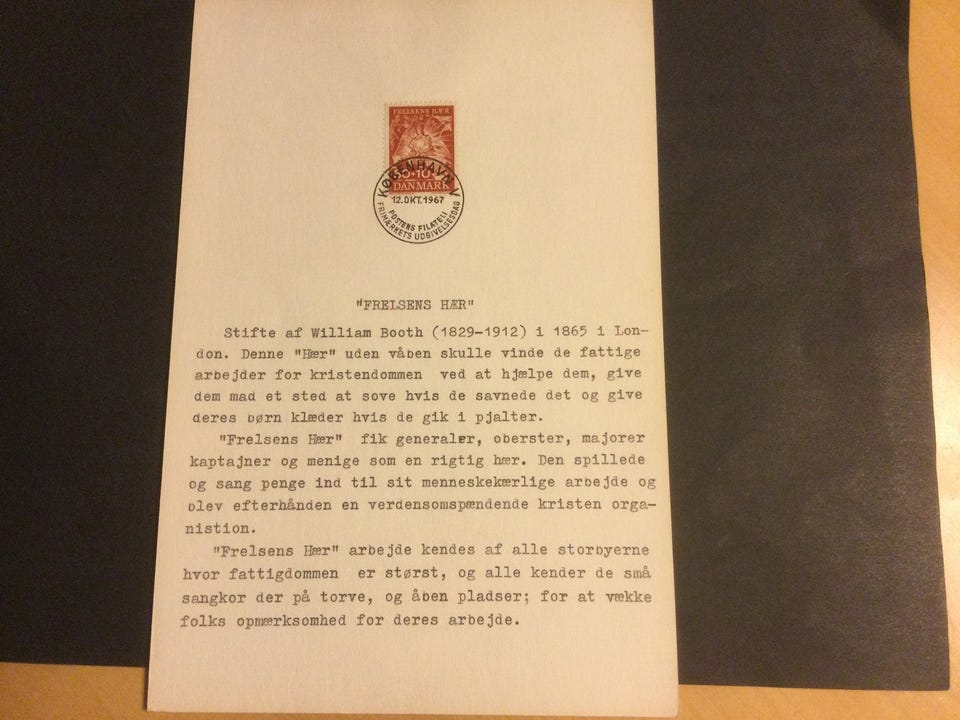 FRELSENS HÆR
DANMARK
KØBENHAVN V
12.OKT.1967
POSTENS FILATELI
FRIMÆRKETS UDGIVELSESDAG
"FRELSENS HÆR"
Stifte af William Booth (1829-1912) i 1865 i Lon-
don. Denne "Hær" uden våben skulle vinde de fattige
arbejder for kristendommen ved at hjælpe dem, give
dem mad et sted at sove hvis de savnede det og give
deres børn klæder hvis de gik i pjalter.
"Frelsens Hær" fik generaler, oberster, majorer
kaptajner og menige som en rigtig hær. Den spillede
og sang penge ind til sit menneskekærlige arbejde og
blev efterhånden en verdensomspændende kristen orga-
nistion.
"Frelsens Hær" arbejde kendes af alle storbyerne
hvor fattigdommen er størst, og alle kender de små
sangkor der på torve, og åben pladser; for at vække
folks opmærksomhed for deres arbejde.